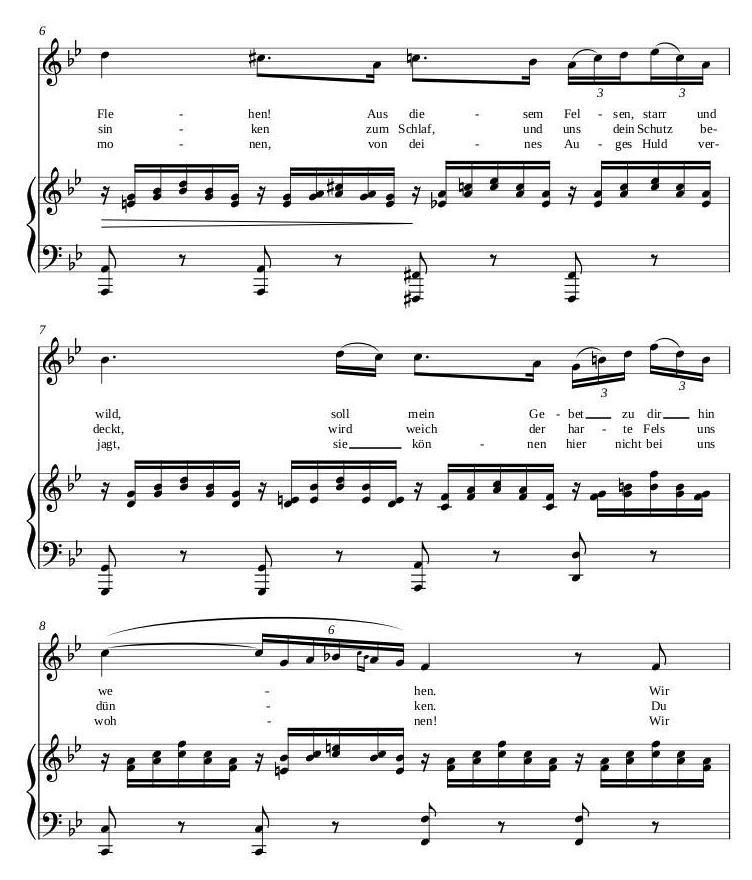 6
3 3
Fle - hen! Aus die - sem Fel - sen, starr und
sin - ken zum Schlaf, und uns dein Schutz be-
mo - nen, von dei - nes Au - ges Huld ver-
7
3 3
wild, soll mein Ge - bet zu dir hin
deckt, wird weich der har - te Fels uns
jagt, sie kön - nen hier nicht bei uns
8
6
we - hen. Wir
dün - ken. Du
woh - nen! Wir